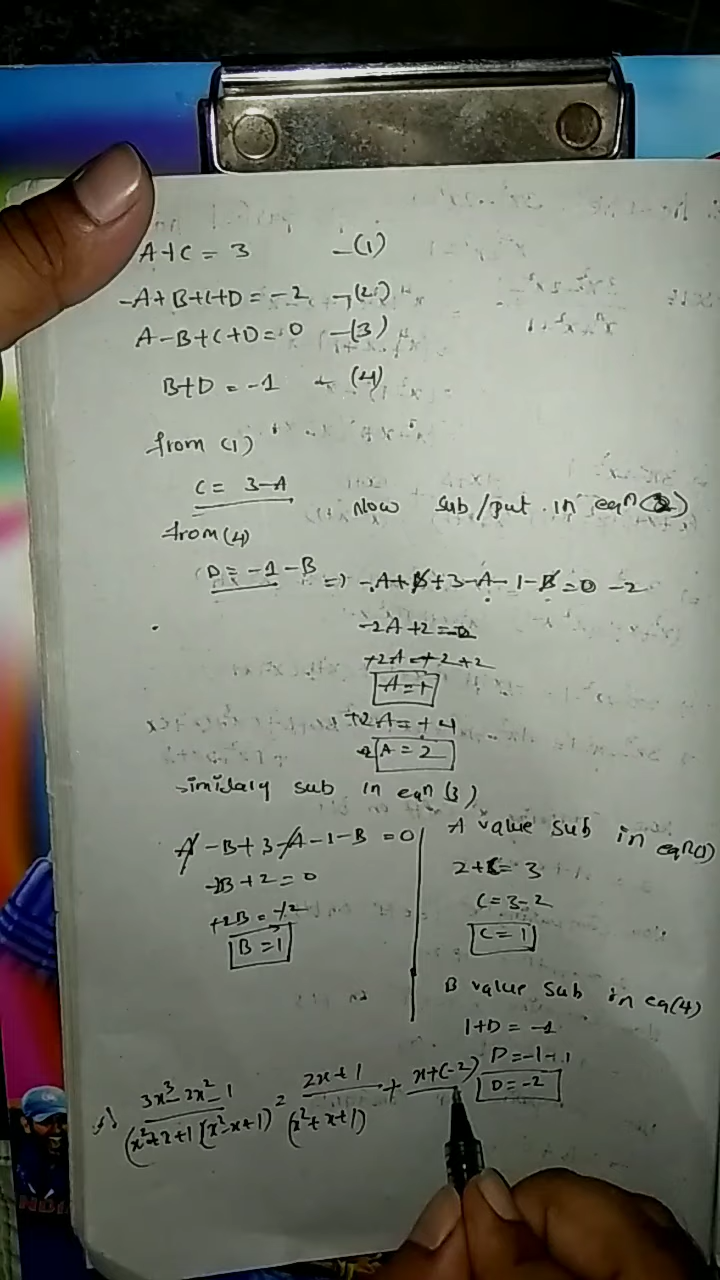 A+C = 3 -(1)
-A+B+C+D = -2 -(2)
A-B+C+D = 0 -(3)
B+D = -1 - (4)
from (1)
C = 3-A Now sub/put in eqn (2)
from (4)
D = -1-B => -A+B+3-A-1-B = 0 -2
-2A+2 = -2
+2A = +2+2
A = 1
+2A = +4
A = 2
similaly sub in eqn (3)
A-B+3-A-1-B = 0
-2B+2 = 0
+2B = +2
B = 1
A value sub in eqn(1)
2+C = 3
C = 3-2
C = 1
B value sub in eq(4)
1+D = -1
D = -1-1
D = -2
3x³-2x²-1 / (x²+x+1)(x²-x+1) = 2x+1 / (x²+x+1) + x+(-2)